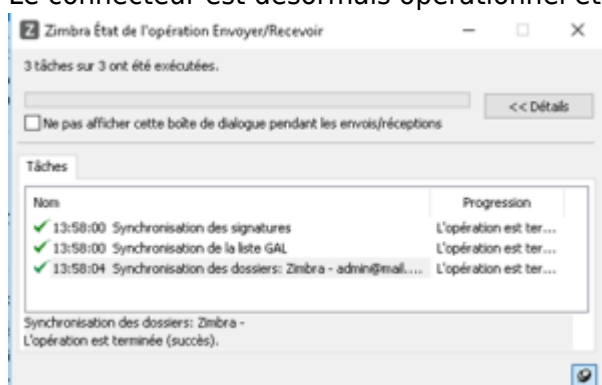 Le connecteur est désormais opérationnel et
Zimbra État de l'opération Envoyer/Recevoir
3 tâches sur 3 ont été exécutées.
<< Détails
Ne pas afficher cette boîte de dialogue pendant les envois/réceptions
Tâches
Nom Progression
13:58:00 Synchronisation des signatures L'opération est ter...
13:58:00 Synchronisation de la liste GAL L'opération est ter...
13:58:04 Synchronisation des dossiers: Zimbra - admin@mail.... L'opération est ter...
Synchronisation des dossiers: Zimbra -
L'opération est terminée (succès).